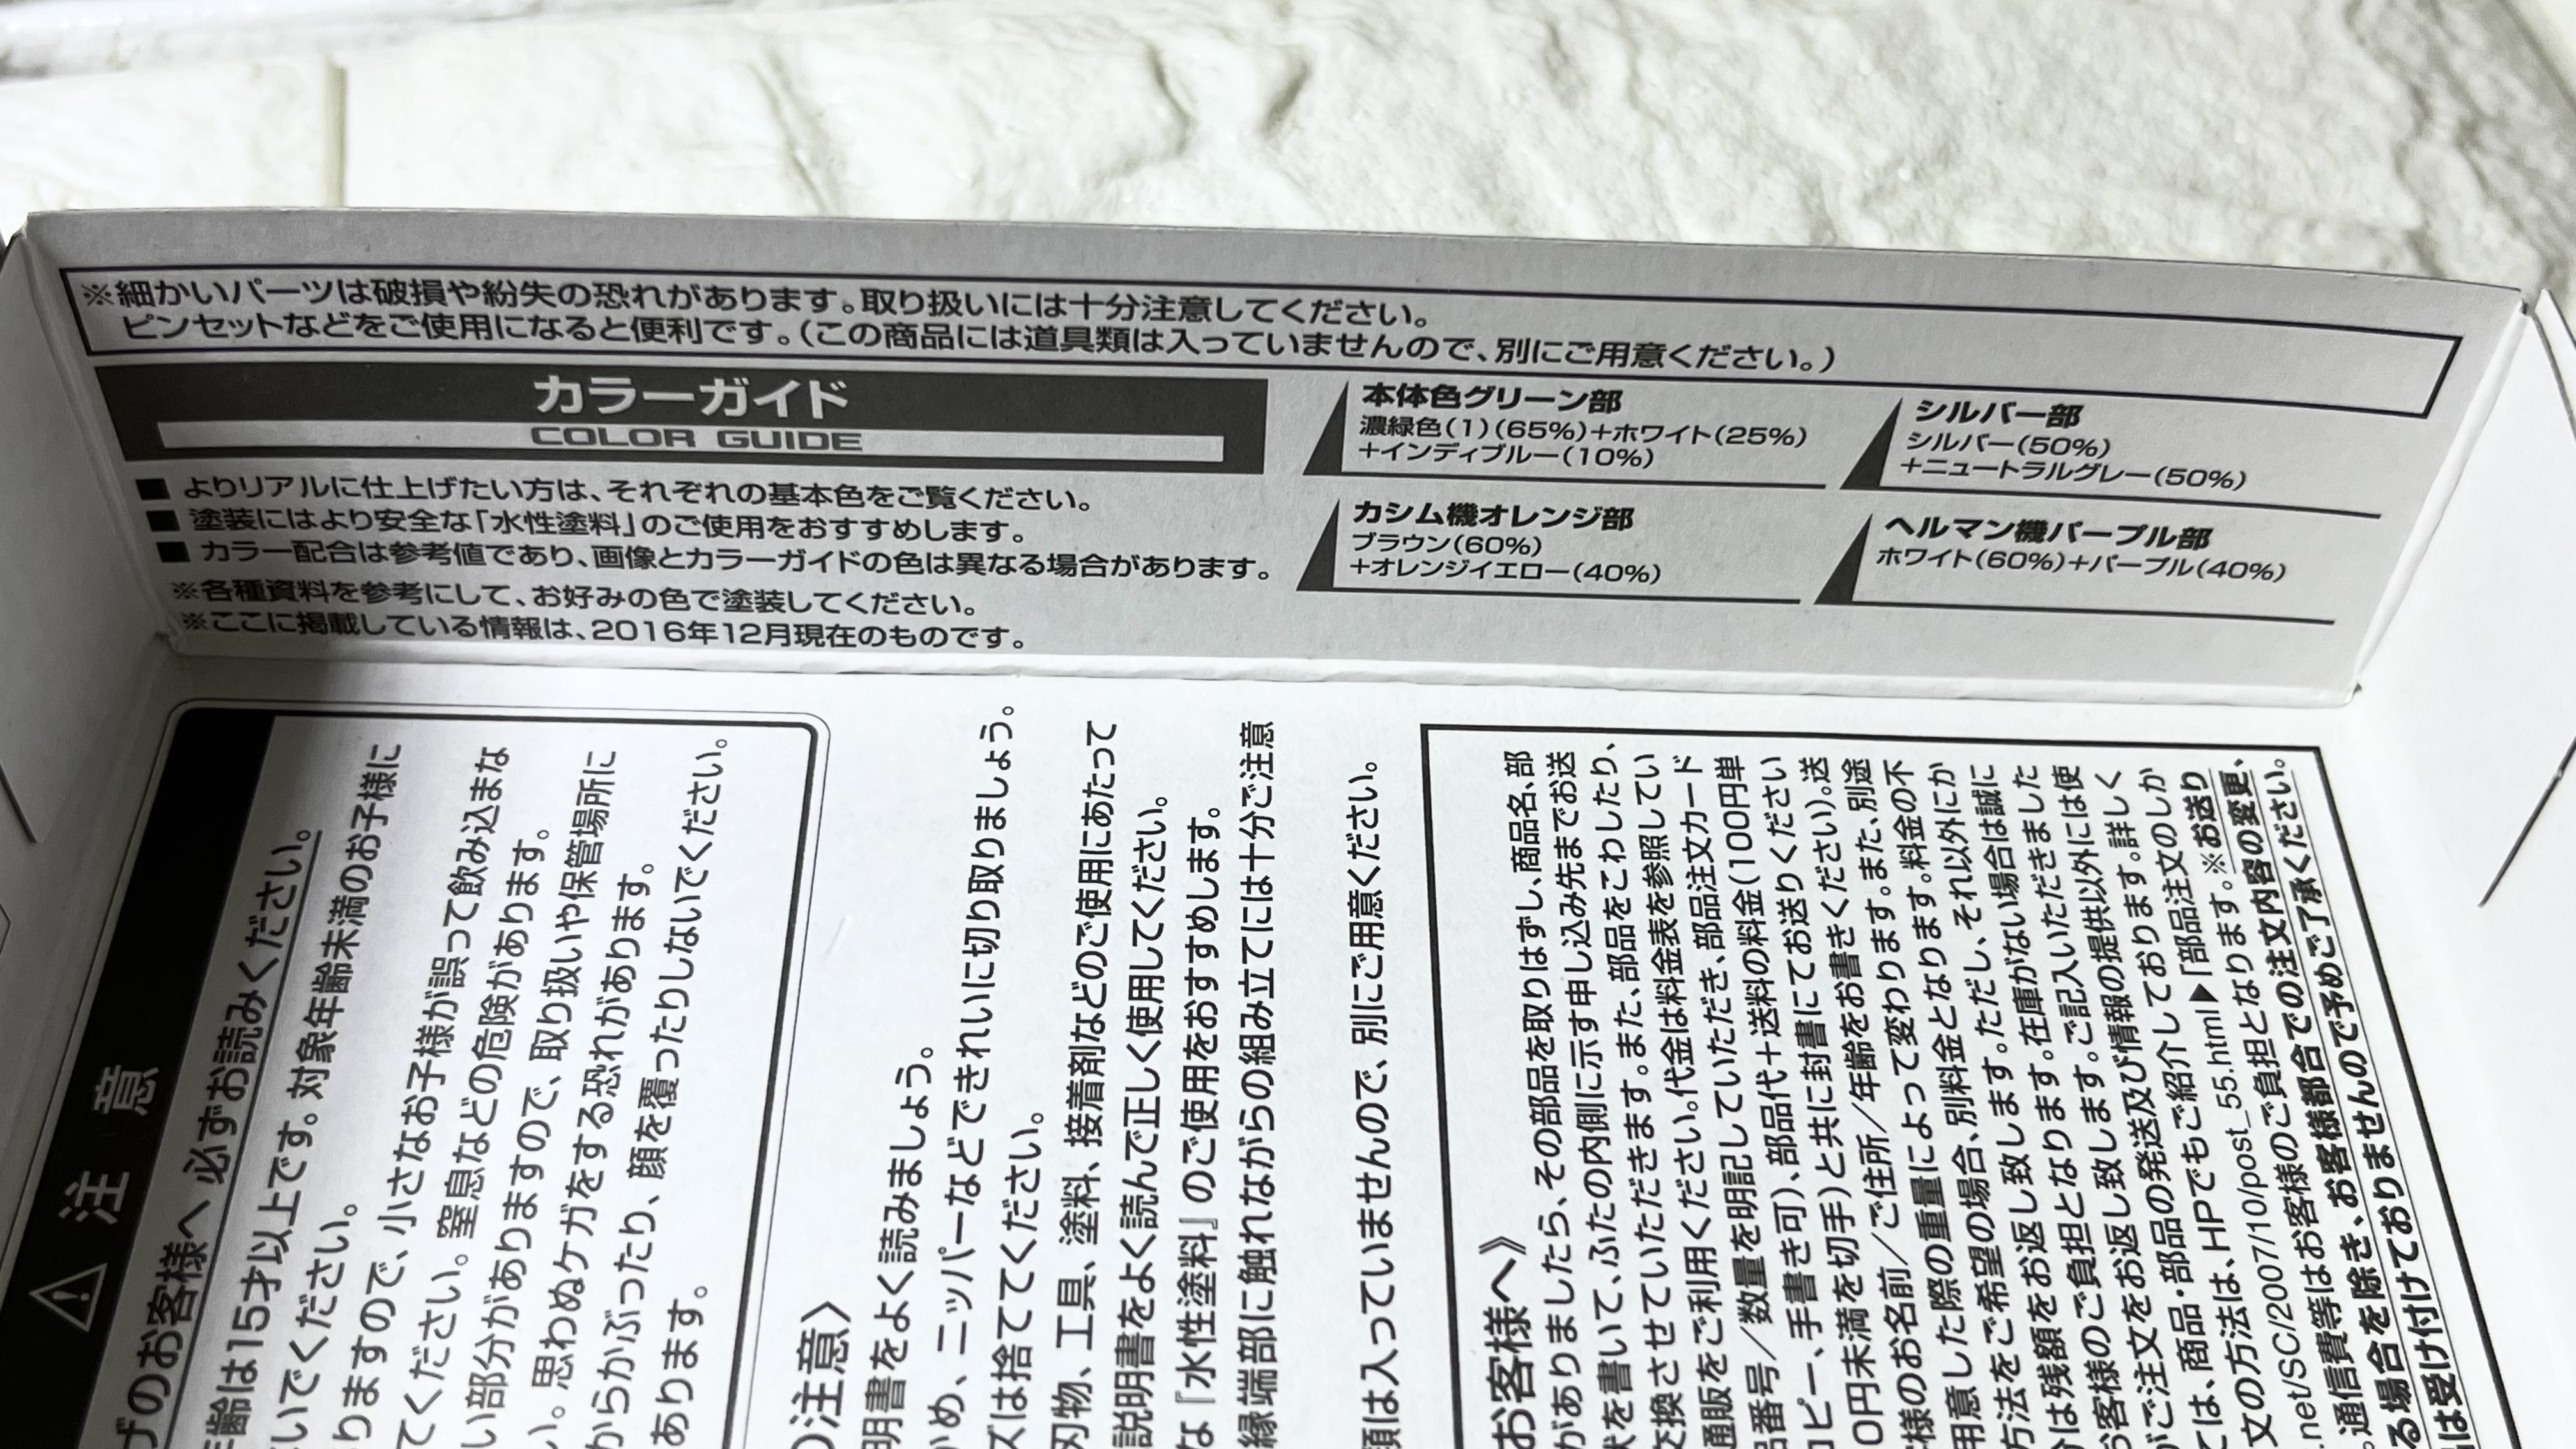 ※細かいパーツは破損や紛失の恐れがあります。取り扱いには十分注意してください。
ピンセットなどをご使用になると便利です。(この商品には道具類は入っていませんので、別にご用意ください。)
カラーガイド
COLOR GUIDE
■ よりリアルに仕上げたい方は、それぞれの基本色をご覧ください。
■ 塗装にはより安全な「水性塗料」のご使用をおすすめします。
■ カラー配合は参考値であり、画像とカラーガイドの色は異なる場合があります。
※各種資料を参考にして、お好みの色で塗装してください。
※ここに掲載している情報は、2016年12月現在のものです。
本体色グリーン部
濃緑色(1)(65%)+ホワイト(25%)
+インディブルー(10%)
シルバー部
シルバー(50%)
+ニュートラルグレー(50%)
カシム機オレンジ部
ブラウン(60%)
+オレンジイエロー(40%)
ヘルマン機パープル部
ホワイト(60%)+パープル(40%)
⚠ 注 意
げのお客様へ 必ずお読みください。
齢は15才以上です。対象年齢未満のお子様に
いでください。
りますので、小さなお子様が誤って飲み込まな
てください。窒息などの危険があります。
い部分がありますので、取り扱いや保管場所に
い。思わぬケガをする恐れがあります。
からかぶったり、顔を覆ったりしないでください。
あります。
の注意〉
明書をよく読みましょう。
かめ、ニッパーなどできれいに切り取りましょう。
ズは捨ててください。
刃物、工具、塗料、接着剤などのご使用にあたって
説明書をよく読んで正しく使用してください。
な『水性塗料』のご使用をおすすめします。
縁端部に触れながらの組み立てには十分ご注意
類は入っていませんので、別にご用意ください。
お客様へ》
がありましたら、その部品を取りはずし、商品名、部
状を書いて、ふたの内側に示す申し込み先までお送
交換させていただきます。また、部品をこわしたり、
通販をご利用ください。代金は料金表を参照してい
品番号／数量を明記していただき、部品注文カード
コピー、手書き可)、部品代+送料の料金(100円単
0円未満を切手)と共に封書にてお送りください
様のお名前／ご住所／年齢をお書きください)。送
用意した際の重量によって変わります。また、別途
方法をご希望の場合、別料金となります。料金の不
分は残額をお返し致します。ただし、それ以外にか
お客様のご負担となります。在庫がない場合は誠に
がご注文をお返し致します。ご記入いただきました
ては、商品・部品の発送及び情報の提供以外には使
文の方法は、HPでもご紹介しております。詳しく
.net/SC/2007/10/post_55.html▶「部品注文のしか
。通信費等はお客様のご負担となります。※お送り
る場合を除き、お客様都合での注文内容の変更、
は受け付けておりませんので予めご了承ください。